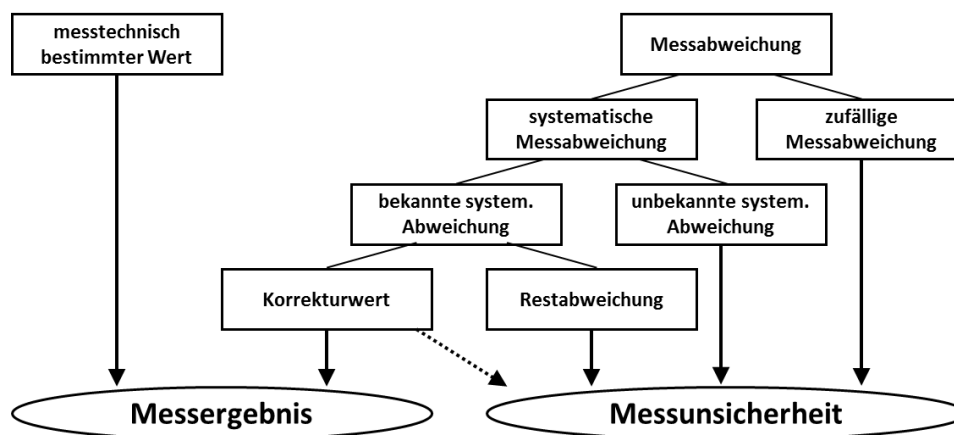 messtechnisch
bestimmter Wert
Messabweichung
systematische
Messabweichung
zufällige
Messabweichung
bekannte system.
Abweichung
unbekannte system.
Abweichung
Korrekturwert
Restabweichung
Messergebnis
Messunsicherheit